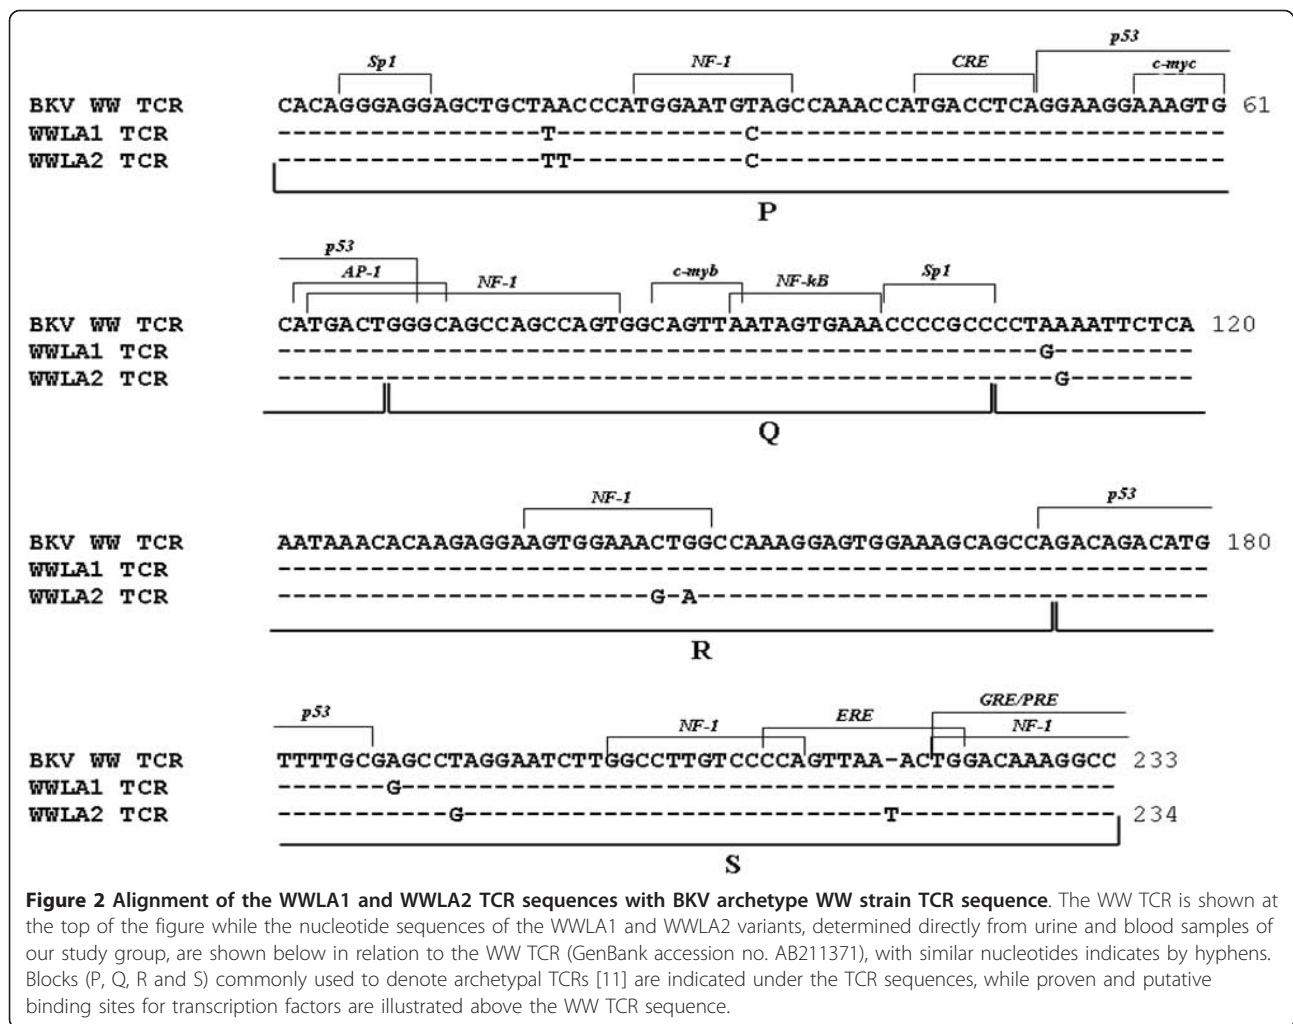 p53
Sp1 NF-1 CRE c-myc
BKV WW TCR CACAGGGAGGAGCTGCTAACCCATGGAATGTAGCCAAACCATGACCTCAGGAAGGAAAGTG 61
WWLA1 TCR -----------------T------------C------------------------------
WWLA2 TCR -----------------TT-----------C------------------------------
P
p53
AP-1 NF-1 c-myb NF-kB Sp1
BKV WW TCR CATGACTGGGCAGCCAGCCAGTGGCAGTTAATAGTGAAACCCCGCCCCTAAAATTCTCA 120
WWLA1 TCR -------------------------------------------------G---------
WWLA2 TCR --------------------------------------------------G--------
Q
NF-1 p53
BKV WW TCR AATAAACACAAGAGGAAGTGGAAACTGGCCAAAGGAGTGGAAAGCAGCCAGACAGACATG 180
WWLA1 TCR ------------------------------------------------------------
WWLA2 TCR ------------------------G-A---------------------------------
R
p53 NF-1 ERE GRE/PRE
NF-1
BKV WW TCR TTTTGCGAGCCTAGGAATCTTGGCCTTGTCCCCAGTTAA-ACTGGACAAAGGCC 233
WWLA1 TCR -------G----------------------------------------------
WWLA2 TCR -----------G---------------------------T-------------- 234
S
Figure 2 Alignment of the WWLA1 and WWLA2 TCR sequences with BKV archetype WW strain TCR sequence. The WW TCR is shown at
the top of the figure while the nucleotide sequences of the WWLA1 and WWLA2 variants, determined directly from urine and blood samples of
our study group, are shown below in relation to the WW TCR (GenBank accession no. AB211371), with similar nucleotides indicates by hyphens.
Blocks (P, Q, R and S) commonly used to denote archetypal TCRs [11] are indicated under the TCR sequences, while proven and putative
binding sites for transcription factors are illustrated above the WW TCR sequence.